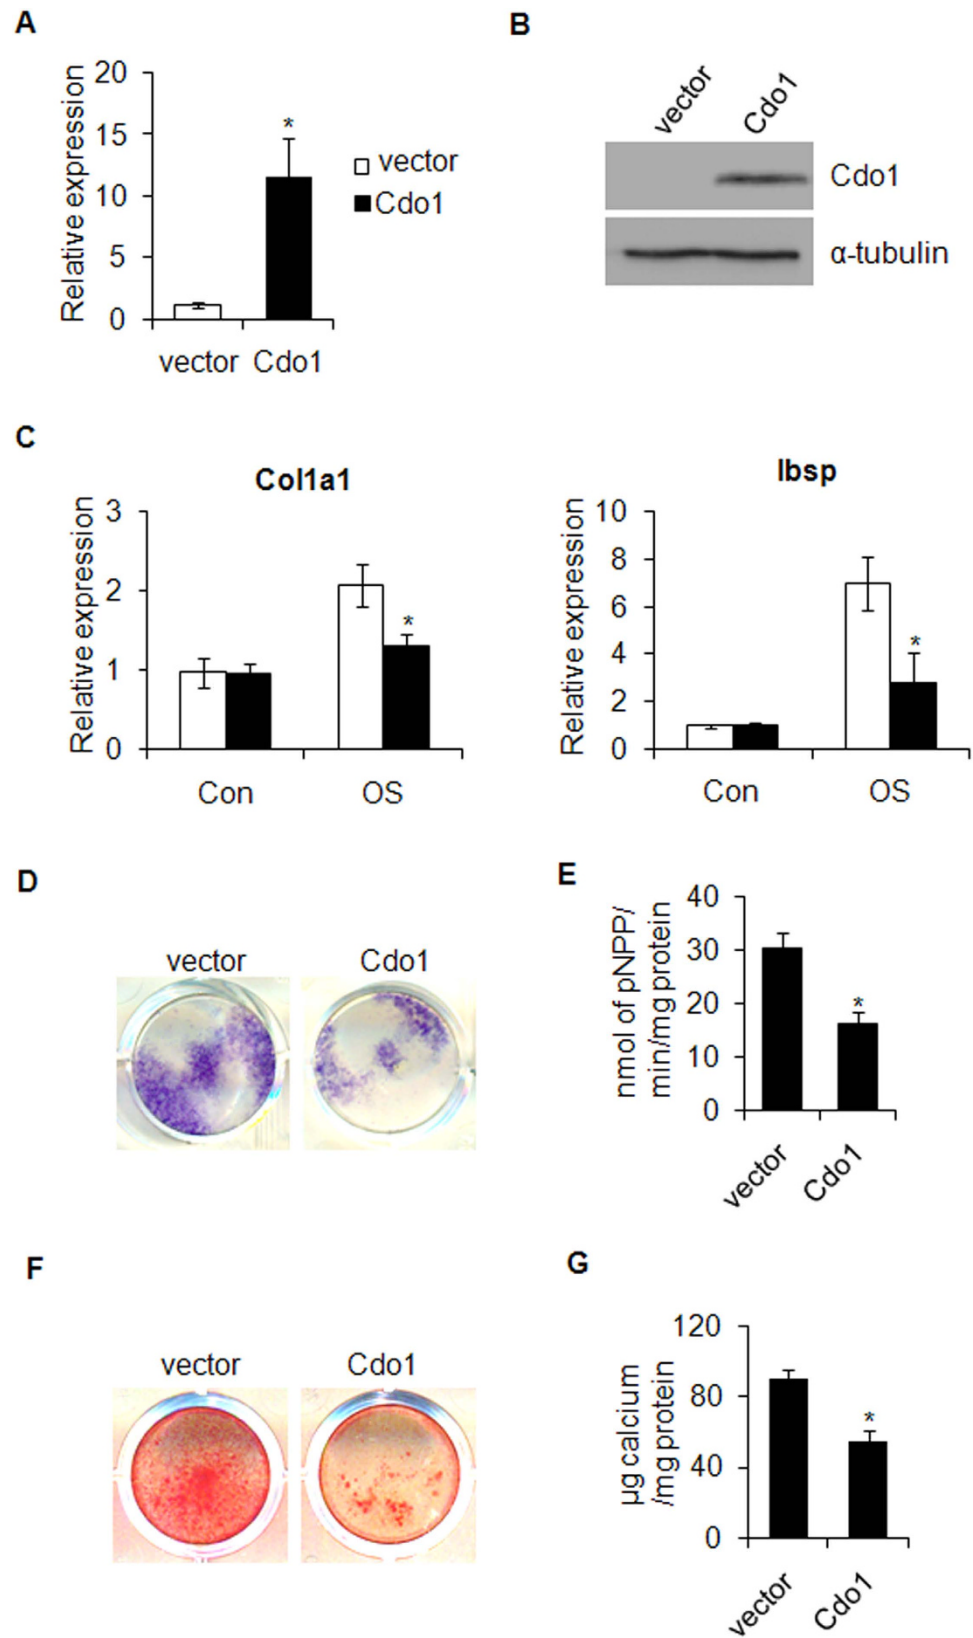 A
Relative expression
20
15
10
5
0
*
vector
Cdo1
vector Cdo1
B
vector Cdo1
Cdo1
α-tubulin
C
Col1a1
Relative expression
3
2
1
0
*
Con OS
Ibsp
Relative expression
10
8
6
4
2
0
*
Con OS
D
vector Cdo1
E
nmol of pNPP/
min/mg protein
40
30
20
10
0
*
vector Cdo1
F
vector Cdo1
G
µg calcium
/mg protein
120
80
40
0
*
vector Cdo1